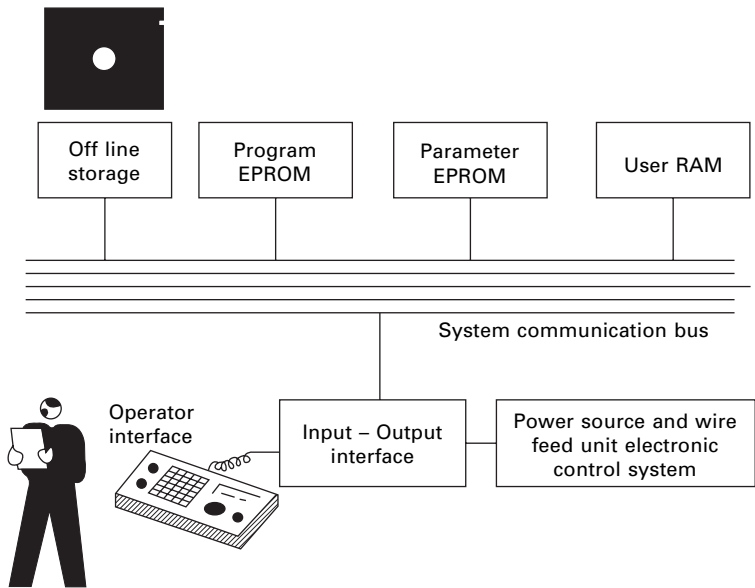 Off line
storage
Program
EPROM
Parameter
EPROM
User RAM
System communication bus
Operator
interface
Input – Output
interface
Power source and wire
feed unit electronic
control system